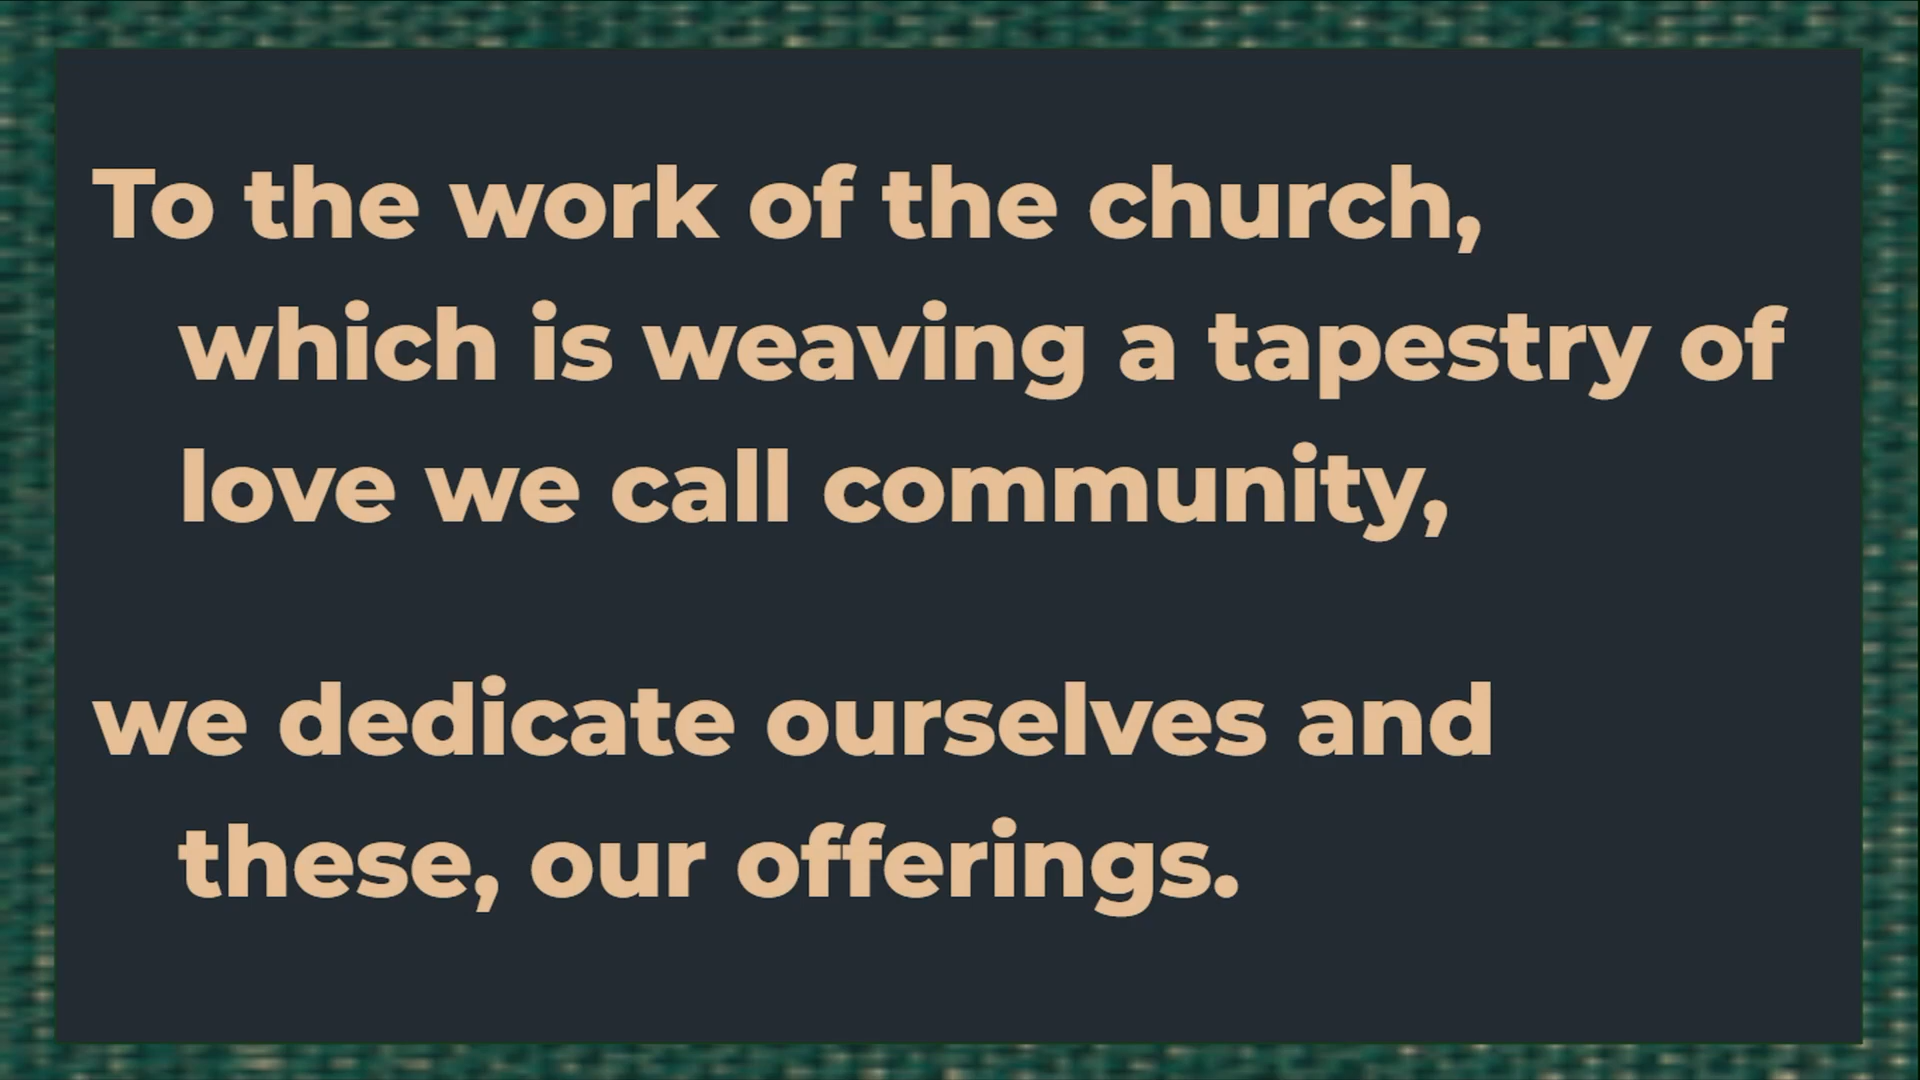 To the work of the church,
which is weaving a tapestry of
love we call community,
we dedicate ourselves and
these, our offerings.